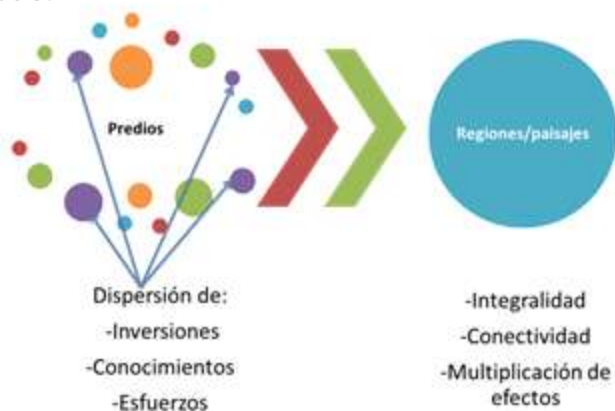 Predios
Regiones/paisajes
Dispersión de:
-Inversiones
-Conocimientos
-Esfuerzos
-Integralidad
-Conectividad
-Multiplicación de
efectos